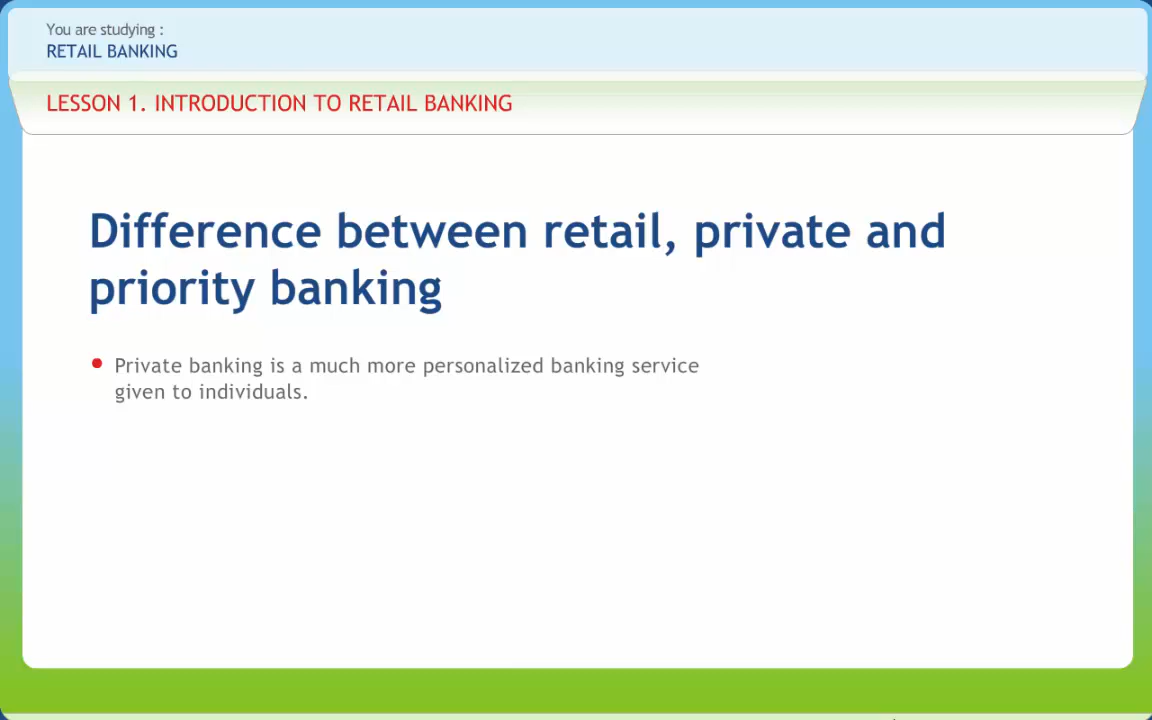 You are studying :
RETAIL BANKING
LESSON 1. INTRODUCTION TO RETAIL BANKING
Difference between retail, private and
priority banking
Private banking is a much more personalized banking service
given to individuals.